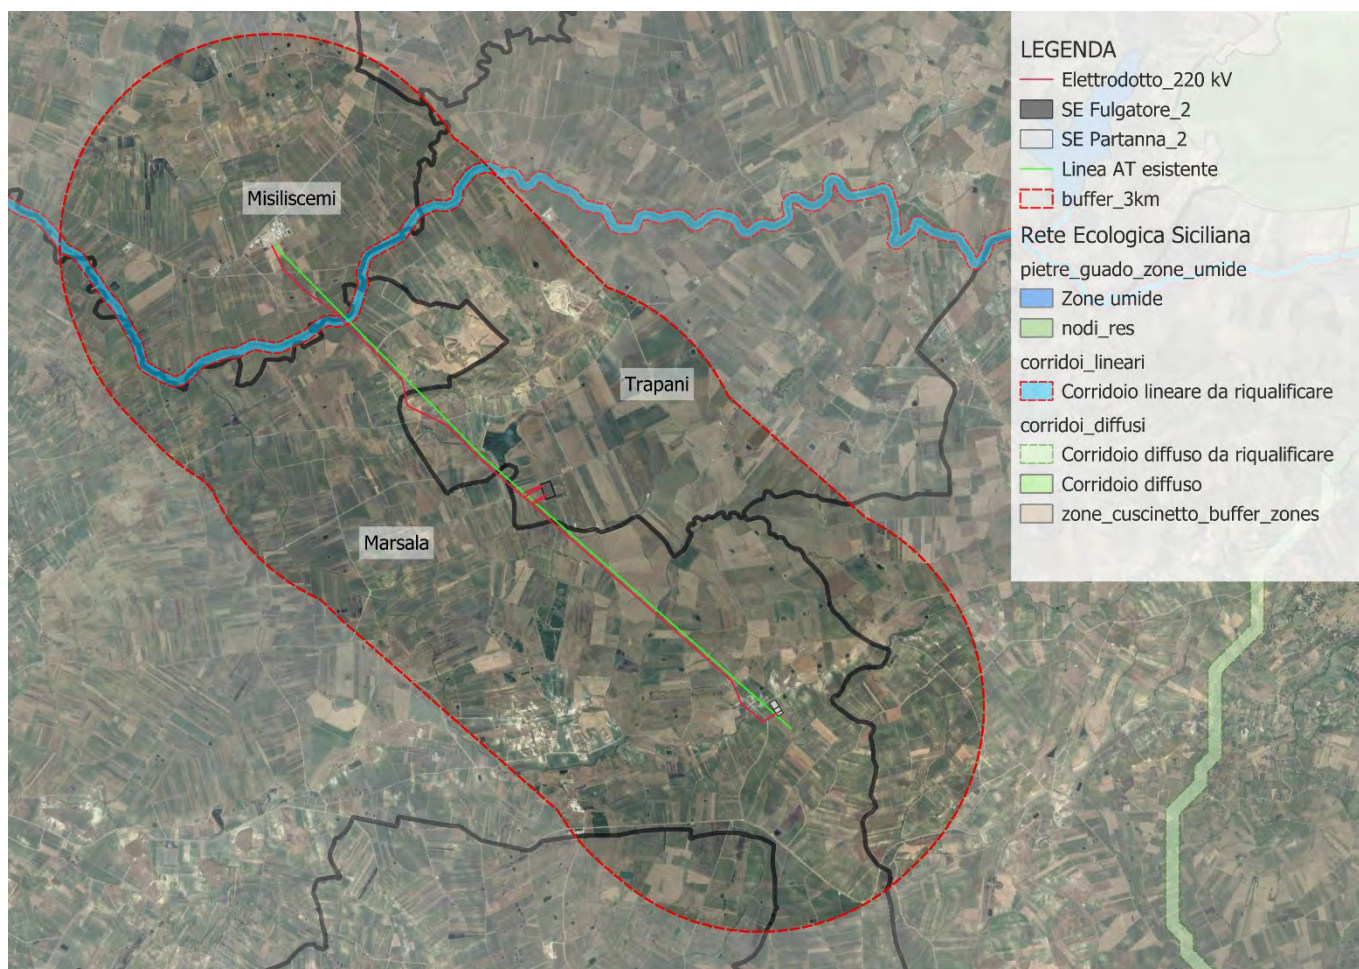 LEGENDA
Elettrodotto_220 kV
SE Fulgatore_2
SE Partanna_2
Linea AT esistente
buffer_3km
Rete Ecologica Siciliana
pietre_guado_zone_umide
Zone umide
nodi_res
corridoi_lineari
Corridoio lineare da riqualificare
corridoi_diffusi
Corridoio diffuso da riqualificare
Corridoio diffuso
zone_cuscinetto_buffer_zones
Misiliscemi
Trapani
Marsala